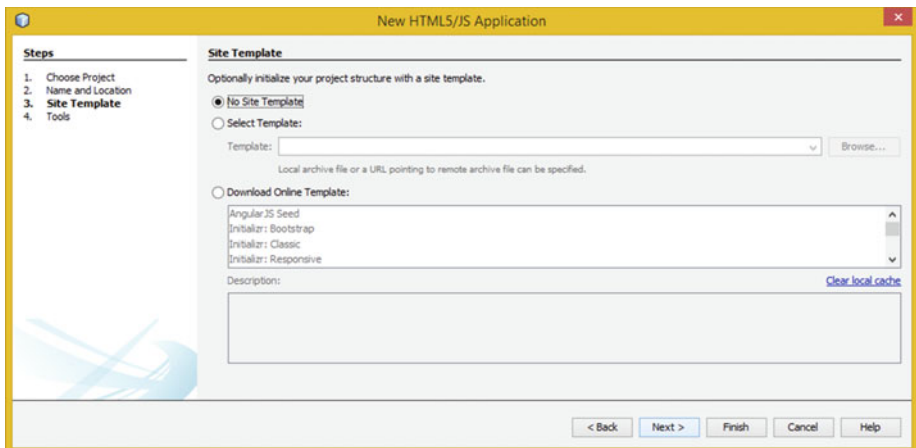 New HTML5/JS Application
Steps
1. Choose Project
2. Name and Location
3. Site Template
4. Tools
Site Template
Optionally initialize your project structure with a site template.
No Site Template
Select Template:
Template:
Browse...
Local archive file or a URL pointing to remote archive file can be specified.
Download Online Template:
AngularJS Seed
Initializr: Bootstrap
Initializr: Classic
Initializr: Responsive
Description:
Clear local cache
< Back
Next >
Finish
Cancel
Help